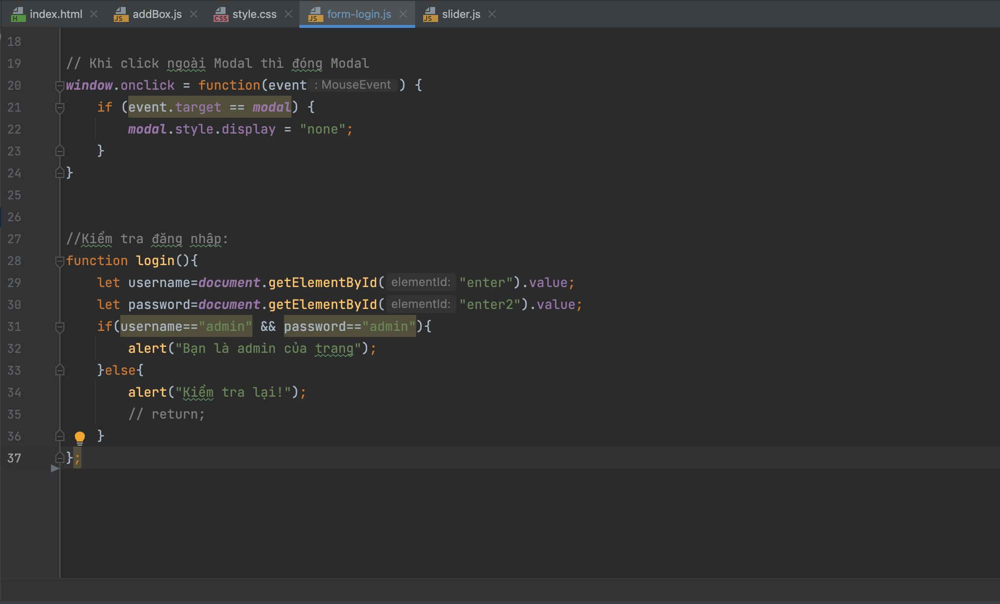 index.html addBox.js style.css form-login.js slider.js
18
19 // Khi click ngoài Modal thì đóng Modal
20 window.onclick = function(event : MouseEvent ) {
21 if (event.target == modal) {
22 modal.style.display = "none";
23 }
24 }
25
26
27 //Kiểm tra đăng nhập:
28 function login(){
29 let username=document.getElementById( elementId: "enter").value;
30 let password=document.getElementById( elementId: "enter2").value;
31 if(username=="admin" && password=="admin"){
32 alert("Bạn là admin của trang");
33 }else{
34 alert("Kiểm tra lại!");
35 // return;
36 }
37 };